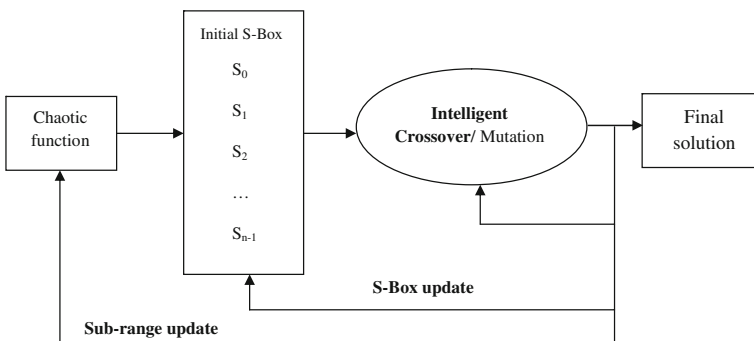 Initial S-Box
S0
S1
S2
…
Sn-1
Chaotic
function
Intelligent
Crossover/ Mutation
Final
solution
S-Box update
Sub-range update